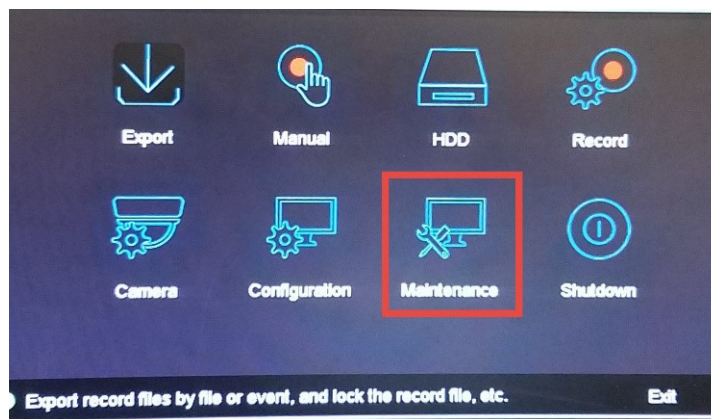 Export Manual HDD Record
Camera Configuration Maintenance Shutdown
Export record files by file or event, and lock the record file, etc. Exit